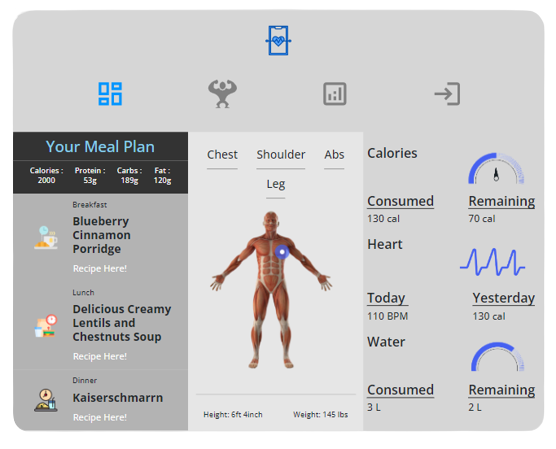 Your Meal Plan
Calories : Protein : Carbs : Fat :
2000 53g 189g 120g
Breakfast
Blueberry
Cinnamon
Porridge
Recipe Here!
Lunch
Delicious Creamy
Lentils and
Chestnuts Soup
Recipe Here!
Dinner
Kaiserschmarrn
Recipe Here!
Chest Shoulder Abs
Leg
Height: 6ft 4inch Weight: 145 lbs
Calories
Consumed Remaining
130 cal 70 cal
Heart
Today Yesterday
110 BPM 130 cal
Water
Consumed Remaining
3 L 2 L